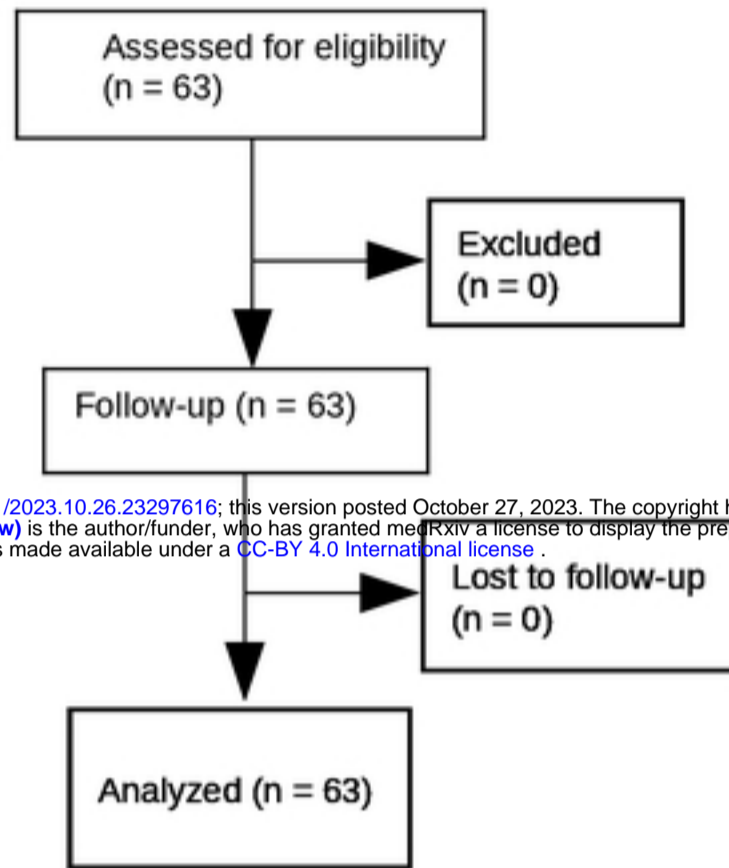 Assessed for eligibility
(n = 63)
Excluded
(n = 0)
Follow-up (n = 63)
/2023.10.26.23297616; this version posted October 27, 2023. The copyright h
w) is the author/funder, who has granted medRxiv a license to display the pre
s made available under a CC-BY 4.0 International license .
Lost to follow-up
(n = 0)
Analyzed (n = 63)